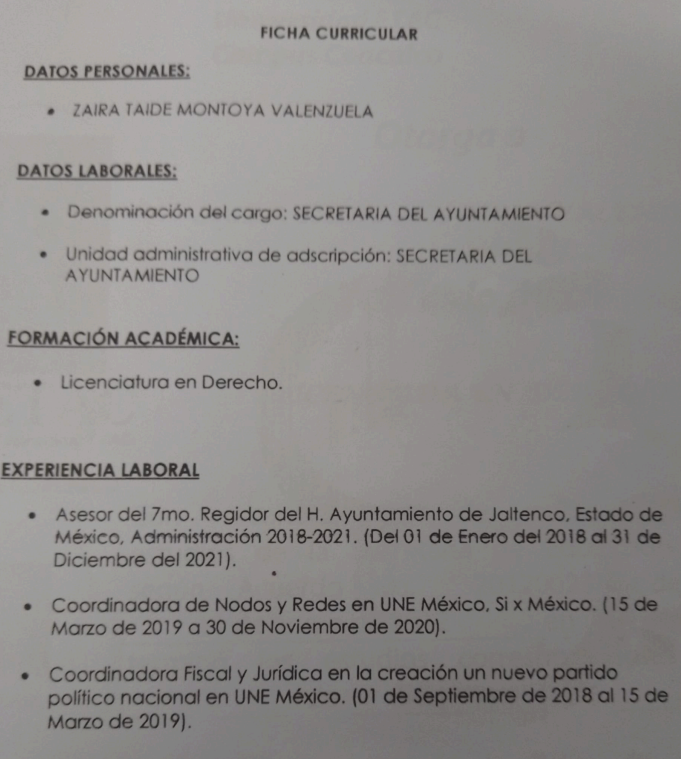 FICHA CURRICULAR
DATOS PERSONALES:
• ZAIRA TAIDE MONTOYA VALENZUELA
DATOS LABORALES:
• Denominación del cargo: SECRETARIA DEL AYUNTAMIENTO
• Unidad administrativa de adscripción: SECRETARIA DEL
AYUNTAMIENTO
FORMACIÓN ACADÉMICA:
• Licenciatura en Derecho.
EXPERIENCIA LABORAL
• Asesor del 7mo. Regidor del H. Ayuntamiento de Jaltenco, Estado de
México, Administración 2018-2021. (Del 01 de Enero del 2018 al 31 de
Diciembre del 2021).
• Coordinadora de Nodos y Redes en UNE México, Si x México. (15 de
Marzo de 2019 a 30 de Noviembre de 2020).
• Coordinadora Fiscal y Jurídica en la creación un nuevo partido
político nacional en UNE México. (01 de Septiembre de 2018 al 15 de
Marzo de 2019).